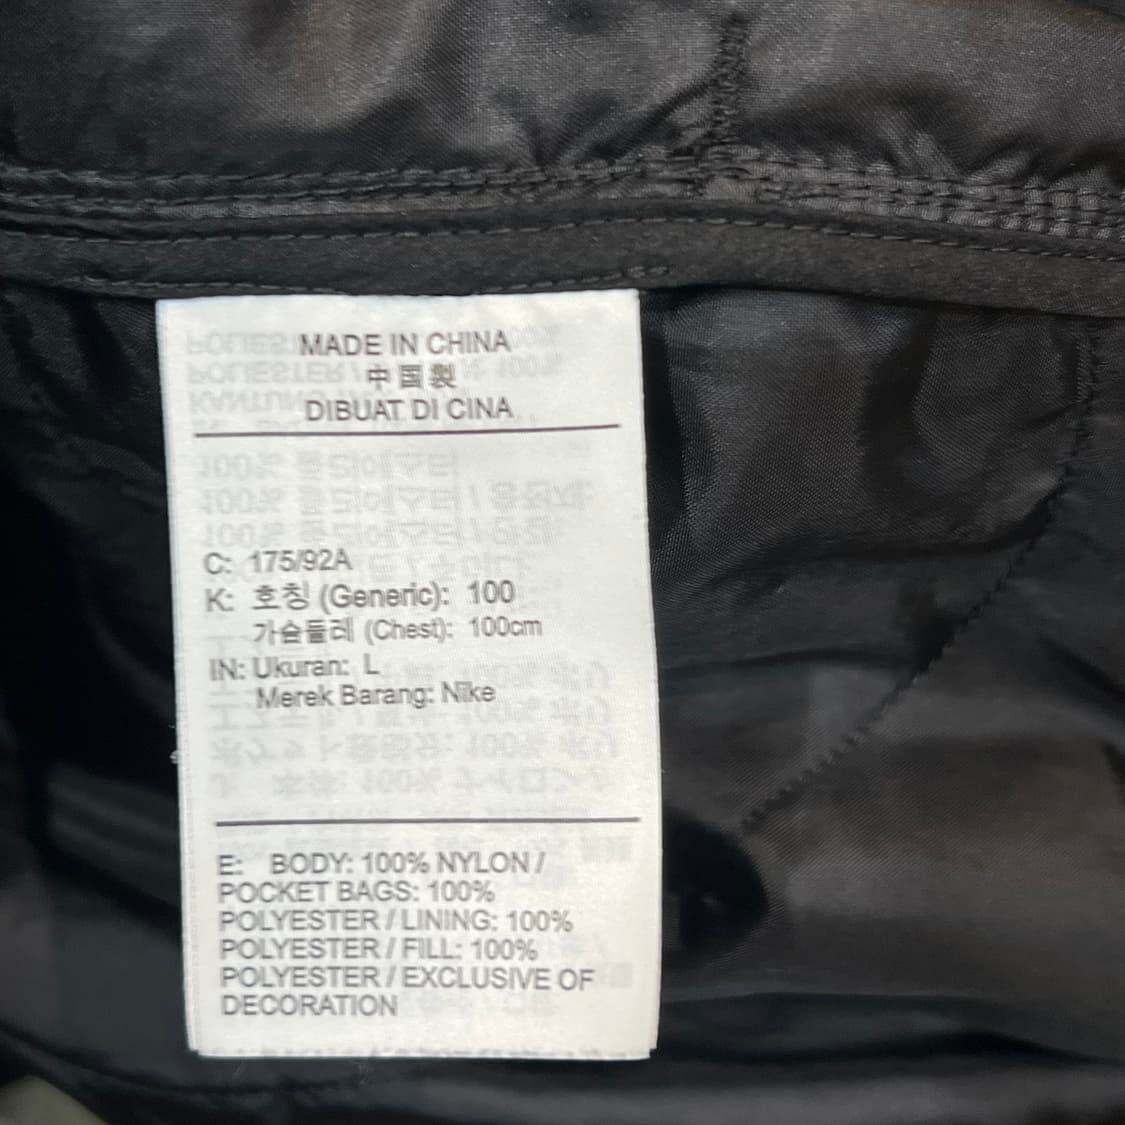 MADE IN CHINA
中国製
DIBUAT DI CINA
C: 175/92A
K: 호칭 (Generic): 100
가슴둘레 (Chest): 100cm
IN: Ukuran: L
Merek Barang: Nike
E: BODY: 100% NYLON /
POCKET BAGS: 100%
POLYESTER / LINING: 100%
POLYESTER / FILL: 100%
POLYESTER / EXCLUSIVE OF
DECORATION